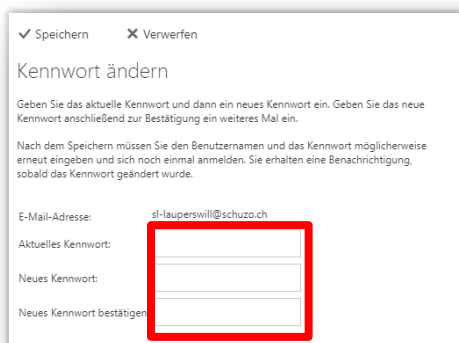 Speichern Verwerfen
Kennwort ändern
Geben Sie das aktuelle Kennwort und dann ein neues Kennwort ein. Geben Sie das neue
Kennwort anschließend zur Bestätigung ein weiteres Mal ein.
Nach dem Speichern müssen Sie den Benutzernamen und das Kennwort möglicherweise
erneut eingeben und sich noch einmal anmelden. Sie erhalten eine Benachrichtigung,
sobald das Kennwort geändert wurde.
E-Mail-Adresse: sl-lauperswill@schuzo.ch
Aktuelles Kennwort:
Neues Kennwort:
Neues Kennwort bestätigen